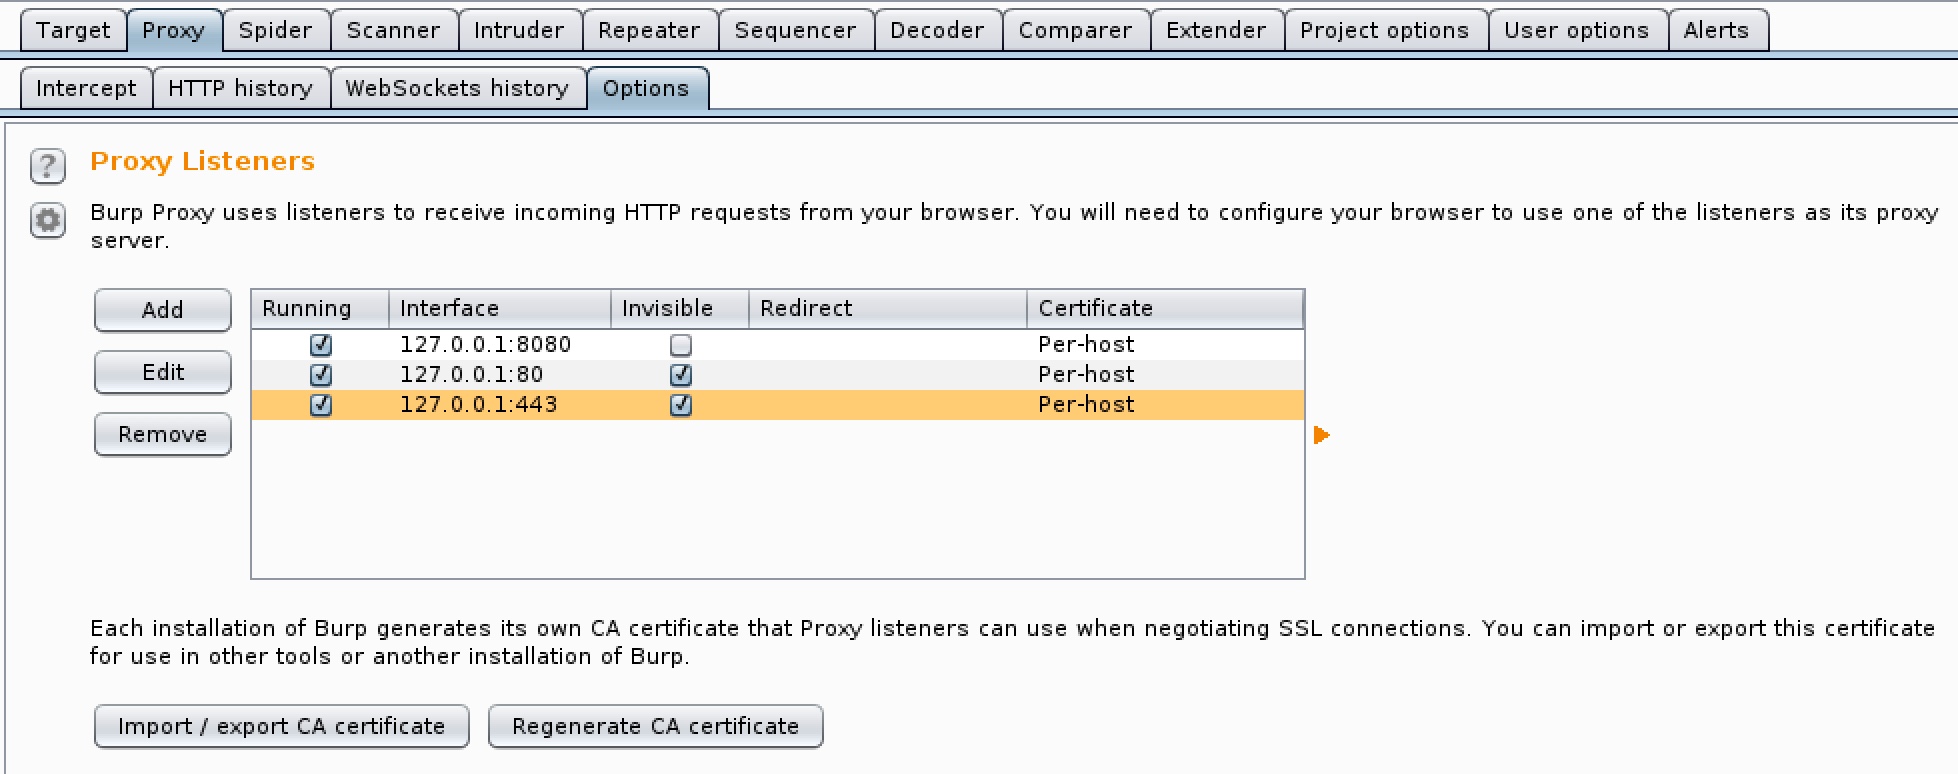 Target Proxy Spider Scanner Intruder Repeater Sequencer Decoder Comparer Extender Project options User options Alerts
Intercept HTTP history WebSockets history Options
? Proxy Listeners
Burp Proxy uses listeners to receive incoming HTTP requests from your browser. You will need to configure your browser to use one of the listeners as its proxy
server.
Add
Edit
Remove
Running Interface Invisible Redirect Certificate
127.0.0.1:8080 Per-host
127.0.0.1:80 Per-host
127.0.0.1:443 Per-host
Each installation of Burp generates its own CA certificate that Proxy listeners can use when negotiating SSL connections. You can import or export this certificate
for use in other tools or another installation of Burp.
Import / export CA certificate Regenerate CA certificate